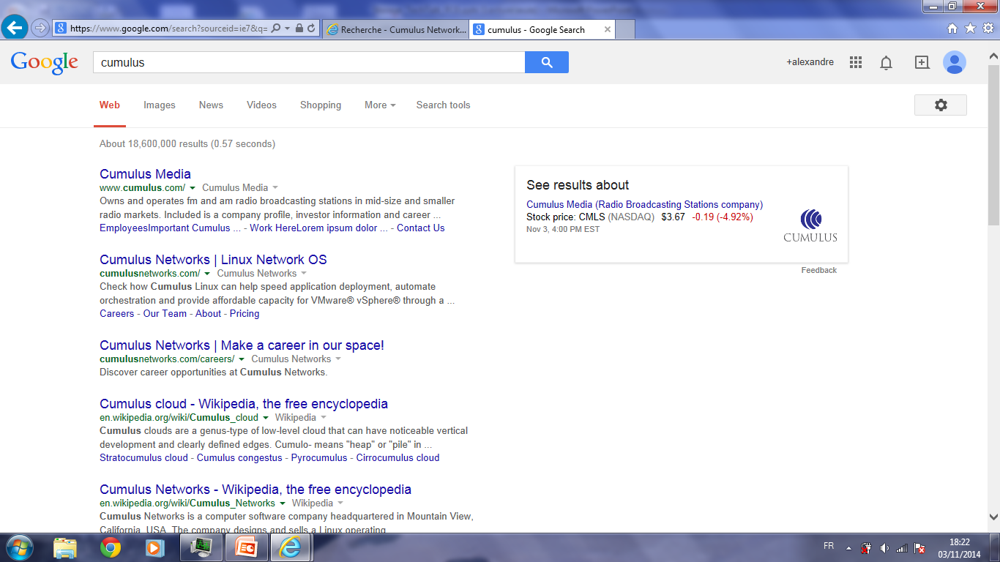 https://www.google.com/search?sourceid=ie7&q=
Recherche - Cumulus Network...
cumulus - Google Search
Google
cumulus
+alexandre
Web Images News Videos Shopping More Search tools
About 18,600,000 results (0.57 seconds)
Cumulus Media
www.cumulus.com/ Cumulus Media
Owns and operates fm and am radio broadcasting stations in mid-size and smaller
radio markets. Included is a company profile, investor information and career ...
EmployeesImportant Cumulus ... - Work HereLorem ipsum dolor ... - Contact Us
Cumulus Networks | Linux Network OS
cumulusnetworks.com/ Cumulus Networks
Check how Cumulus Linux can help speed application deployment, automate
orchestration and provide affordable capacity for VMware® vSphere® through a ...
Careers - Our Team - About - Pricing
Cumulus Networks | Make a career in our space!
cumulusnetworks.com/careers/ Cumulus Networks
Discover career opportunities at Cumulus Networks.
Cumulus cloud - Wikipedia, the free encyclopedia
en.wikipedia.org/wiki/Cumulus_cloud Wikipedia
Cumulus clouds are a genus-type of low-level cloud that can have noticeable vertical
development and clearly defined edges. Cumulo- means "heap" or "pile" in ...
Stratocumulus cloud - Cumulus congestus - Pyrocumulus - Cirrocumulus cloud
Cumulus Networks - Wikipedia, the free encyclopedia
en.wikipedia.org/wiki/Cumulus_Networks Wikipedia
Cumulus Networks is a computer software company headquartered in Mountain View,
California, USA. The company designs and sells a Linux operating
See results about
Cumulus Media (Radio Broadcasting Stations company)
Stock price: CMLS (NASDAQ) $3.67 -0.19 (-4.92%)
Nov 3, 4:00 PM EST
CUMULUS
Feedback
FR
18:22
03/11/2014